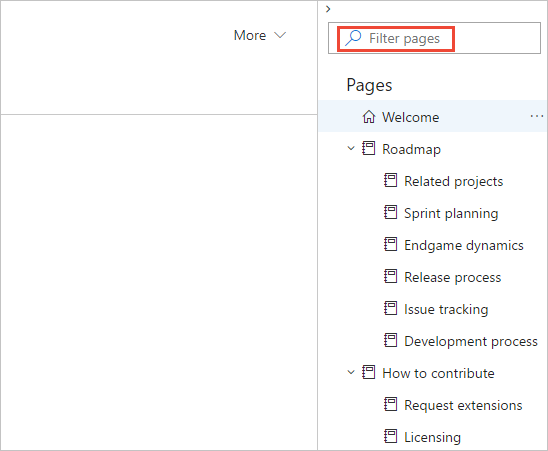 More
Filter pages
Pages
Welcome
Roadmap
Related projects
Sprint planning
Endgame dynamics
Release process
Issue tracking
Development process
How to contribute
Request extensions
Licensing